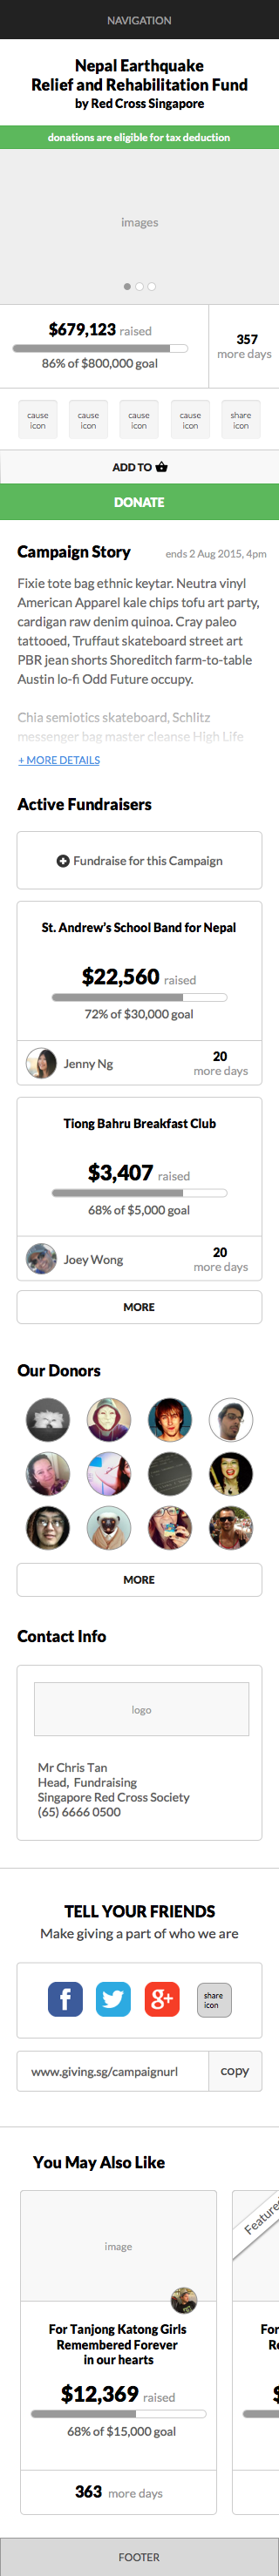 NAVIGATION
Nepal Earthquake
Relief and Rehabilitation Fund
by Red Cross Singapore
donations are eligible for tax deduction
images
$679,123 raised
86% of $800,000 goal
357
more days
cause
icon
cause
icon
cause
icon
cause
icon
share
icon
ADD TO
DONATE
Campaign Story
ends 2 Aug 2015, 4pm
Fixie tote bag ethnic keytar. Neutra vinyl
American Apparel kale chips tofu art party,
cardigan raw denim quinoa. Cray paleo
tattooed, Truffaut skateboard street art
PBR jean shorts Shoreditch farm-to-table
Austin lo-fi Odd Future occupy.
Chia semiotics skateboard, Schlitz
messenger bag master cleanse High Life
+ MORE DETAILS
Active Fundraisers
Fundraise for this Campaign
St. Andrew's School Band for Nepal
$22,560 raised
72% of $30,000 goal
Jenny Ng
20
more days
Tiong Bahru Breakfast Club
$3,407 raised
68% of $5,000 goal
Joey Wong
20
more days
MORE
Our Donors
MORE
Contact Info
logo
Mr Chris Tan
Head, Fundraising
Singapore Red Cross Society
(65) 6666 0500
TELL YOUR FRIENDS
Make giving a part of who we are
f
g+
share
icon
www.giving.sg/campaignurl
copy
You May Also Like
image
For Tanjong Katong Girls
Remembered Forever
in our hearts
$12,369 raised
68% of $15,000 goal
363 more days
Featured
For
$
FOOTER